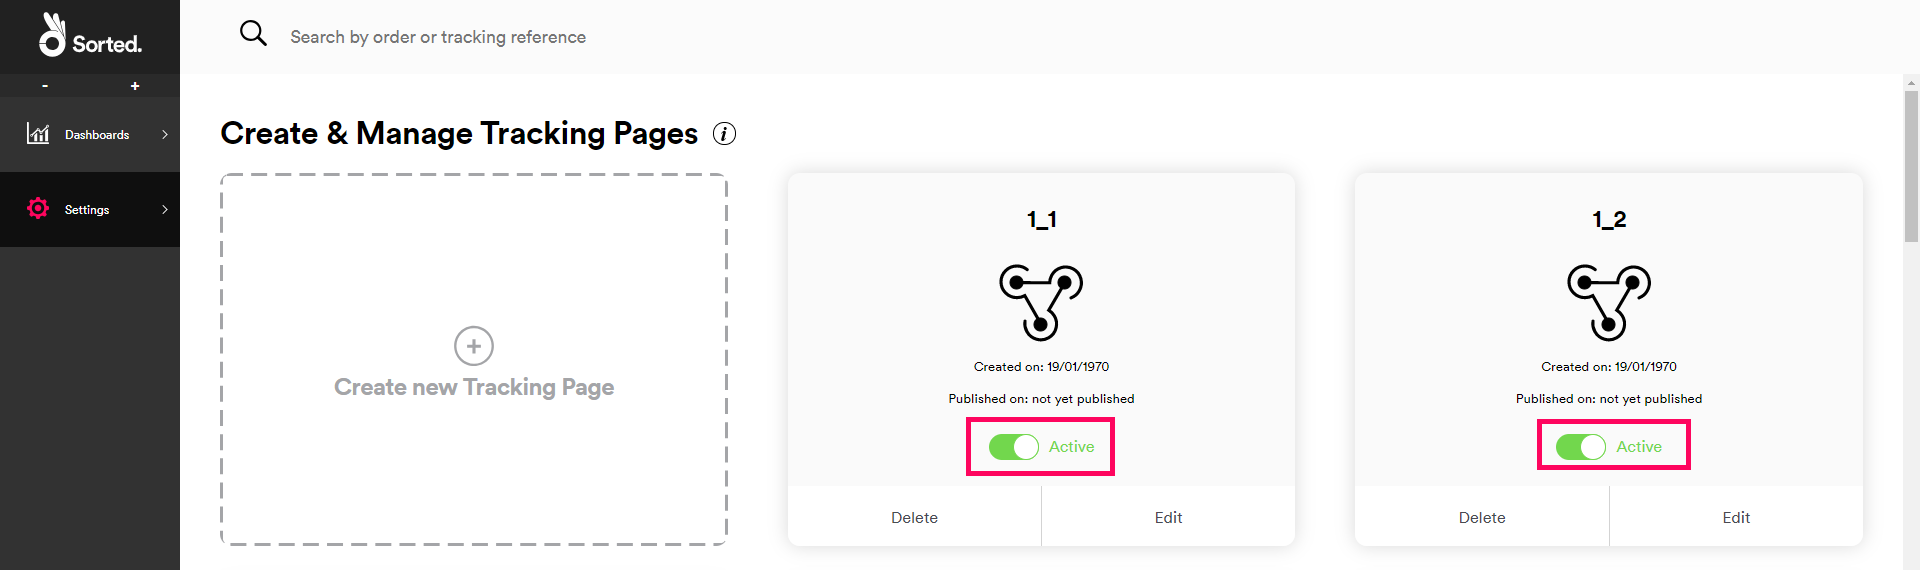 Sorted.
- +
Search by order or tracking reference
Dashboards
Settings
Create & Manage Tracking Pages i
Create new Tracking Page
1_1
Created on: 19/01/1970
Published on: not yet published
Active
Delete Edit
1_2
Created on: 19/01/1970
Published on: not yet published
Active
Delete Edit